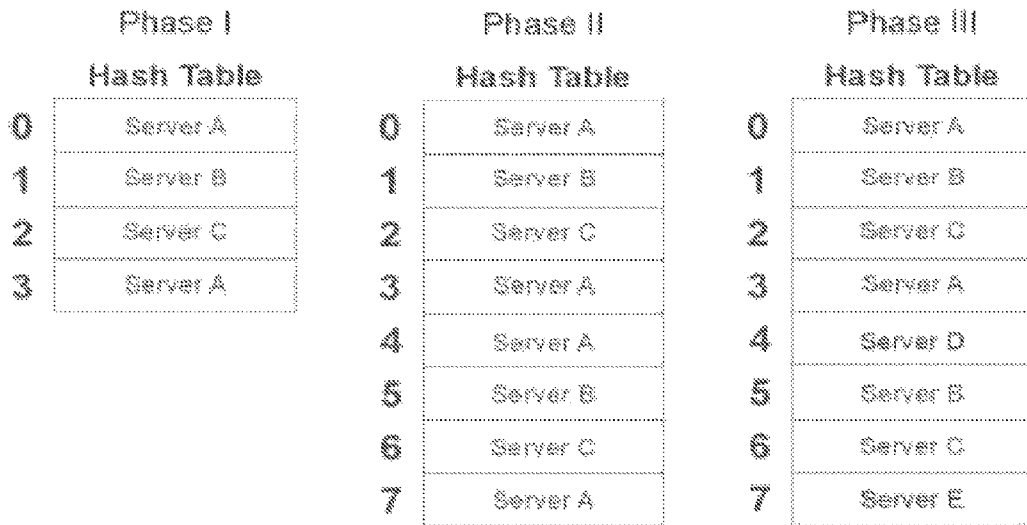 Phase I
Hash Table
0 Server A
1 Server B
2 Server C
3 Server A
Phase II
Hash Table
0 Server A
1 Server B
2 Server C
3 Server A
4 Server A
5 Server B
6 Server C
7 Server A
Phase III
Hash Table
0 Server A
1 Server B
2 Server C
3 Server A
4 Server D
5 Server B
6 Server C
7 Server E